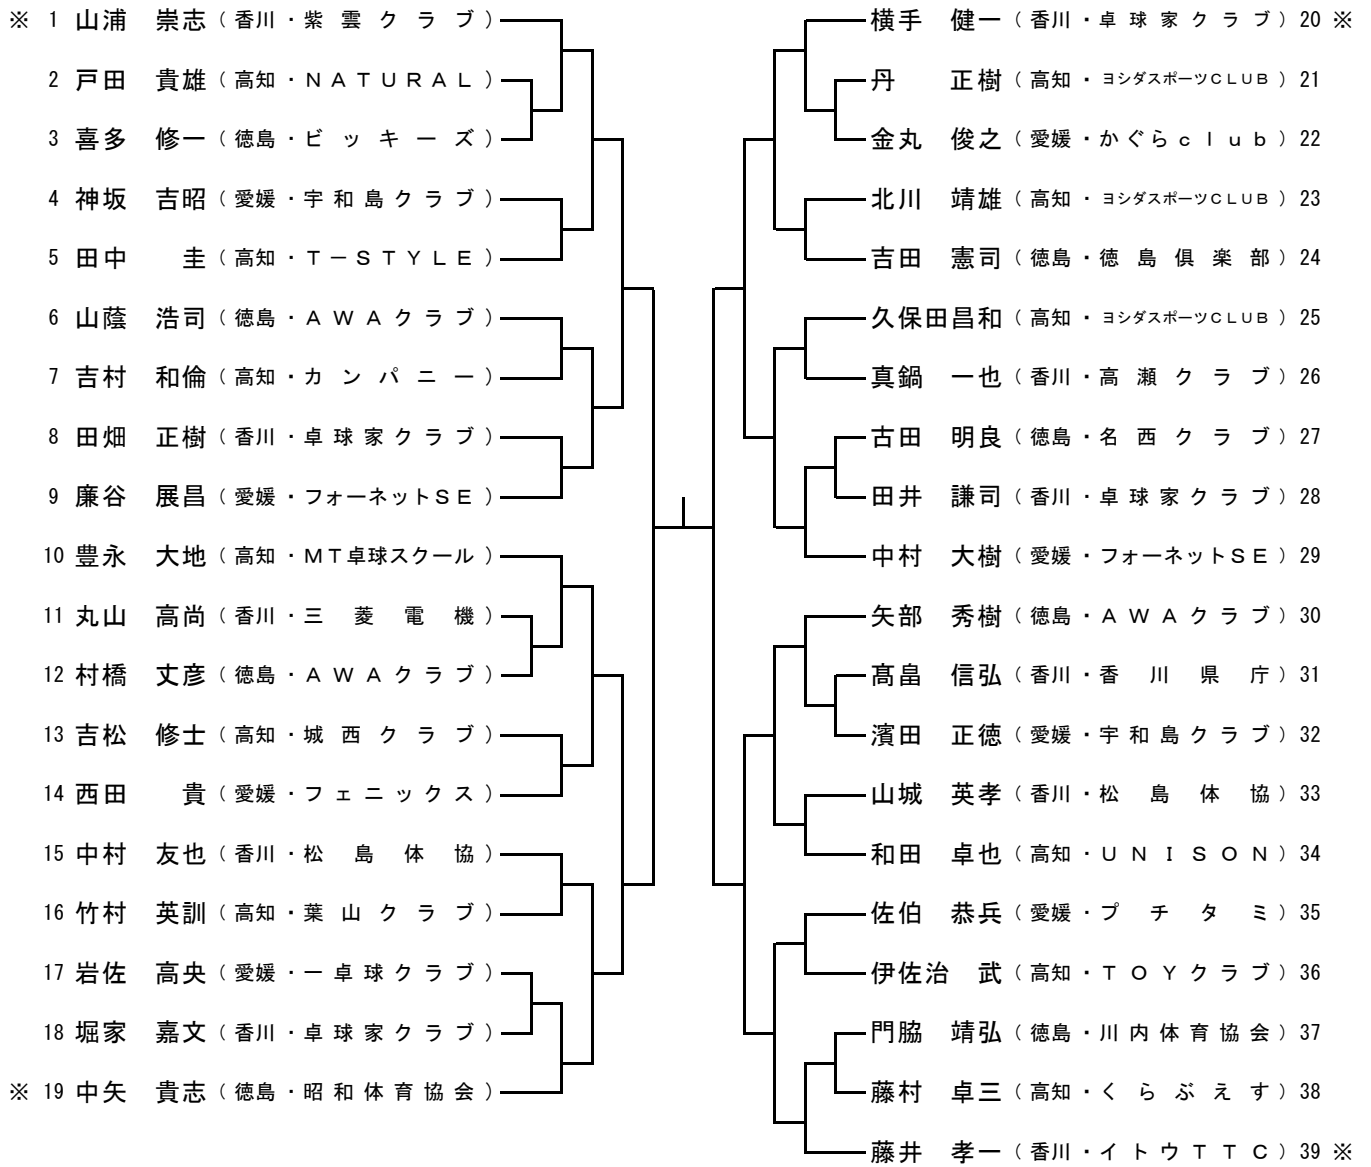 ※ 1 山浦 崇志 (香川・紫雲クラブ)
2 戸田 貴雄 (高知・NATURAL)
3 喜多 修一 (徳島・ビッキーズ)
4 神坂 吉昭 (愛媛・宇和島クラブ)
5 田中 圭 (高知・T-STYLE)
6 山蔭 浩司 (徳島・AWAクラブ)
7 吉村 和倫 (高知・カンパニー)
8 田畑 正樹 (香川・卓球家クラブ)
9 廉谷 展昌 (愛媛・フォーネットSE)
10 豊永 大地 (高知・MT卓球スクール)
11 丸山 高尚 (香川・三菱電機)
12 村橋 丈彦 (徳島・AWAクラブ)
13 吉松 修士 (高知・城西クラブ)
14 西田 貴 (愛媛・フェニックス)
15 中村 友也 (香川・松島体協)
16 竹村 英訓 (高知・葉山クラブ)
17 岩佐 高央 (愛媛・一卓球クラブ)
18 堀家 嘉文 (香川・卓球家クラブ)
※ 19 中矢 貴志 (徳島・昭和体育協会)
横手 健一 (香川・卓球家クラブ) 20 ※
丹 正樹 (高知・ヨシダスポーツCLUB) 21
金丸 俊之 (愛媛・かぐらclub) 22
北川 靖雄 (高知・ヨシダスポーツCLUB) 23
吉田 憲司 (徳島・徳島倶楽部) 24
久保田昌和 (高知・ヨシダスポーツCLUB) 25
真鍋 一也 (香川・高瀬クラブ) 26
古田 明良 (徳島・名西クラブ) 27
田井 謙司 (香川・卓球家クラブ) 28
中村 大樹 (愛媛・フォーネットSE) 29
矢部 秀樹 (徳島・AWAクラブ) 30
髙畠 信弘 (香川・香川県庁) 31
濱田 正徳 (愛媛・宇和島クラブ) 32
山城 英孝 (香川・松島体協) 33
和田 卓也 (高知・UNISON) 34
佐伯 恭兵 (愛媛・プチタミ) 35
伊佐治 武 (高知・TOYクラブ) 36
門脇 靖弘 (徳島・川内体育協会) 37
藤村 卓三 (高知・くらぶえす) 38
藤井 孝一 (香川・イトウTTC) 39 ※